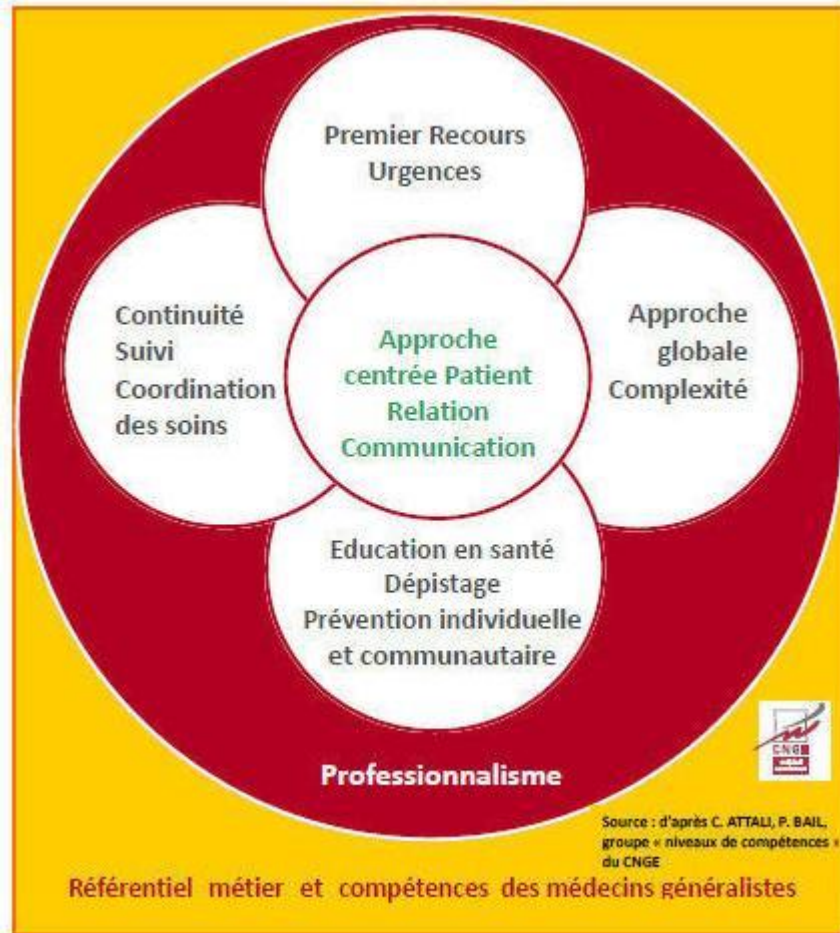 Premier Recours
Urgences
Continuité
Suivi
Coordination
des soins
Approche
centrée Patient
Relation
Communication
Approche
globale
Complexité
Education en santé
Dépistage
Prévention individuelle
et communautaire
Professionnalisme
CNGE
Source : d'après C. ATTALI, P. BAIL,
groupe « niveaux de compétences »
du CNGE
Référentiel métier et compétences des médecins généralistes